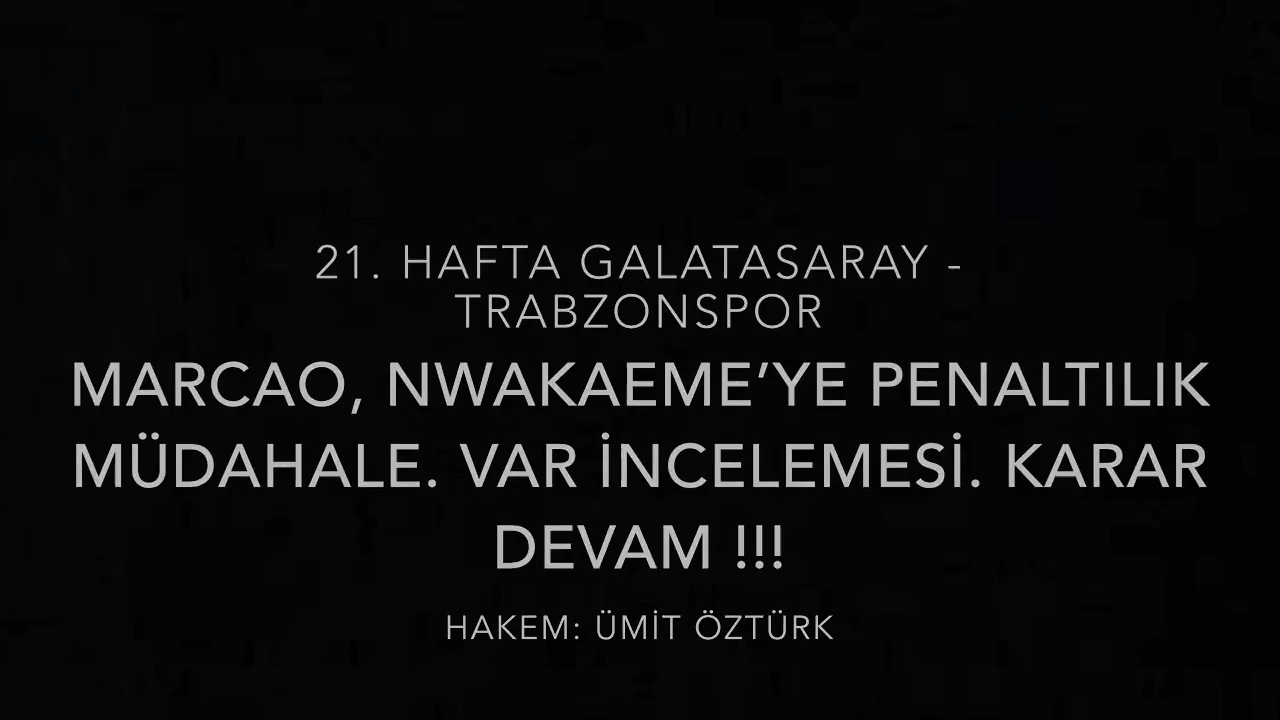 21. HAFTA GALATASARAY -
TRABZONSPOR
MARCAO, NWAKAEME’YE PENALTILIK
MÜDAHALE. VAR İNCELEMESİ. KARAR
DEVAM !!!
HAKEM: ÜMİT ÖZTÜRK